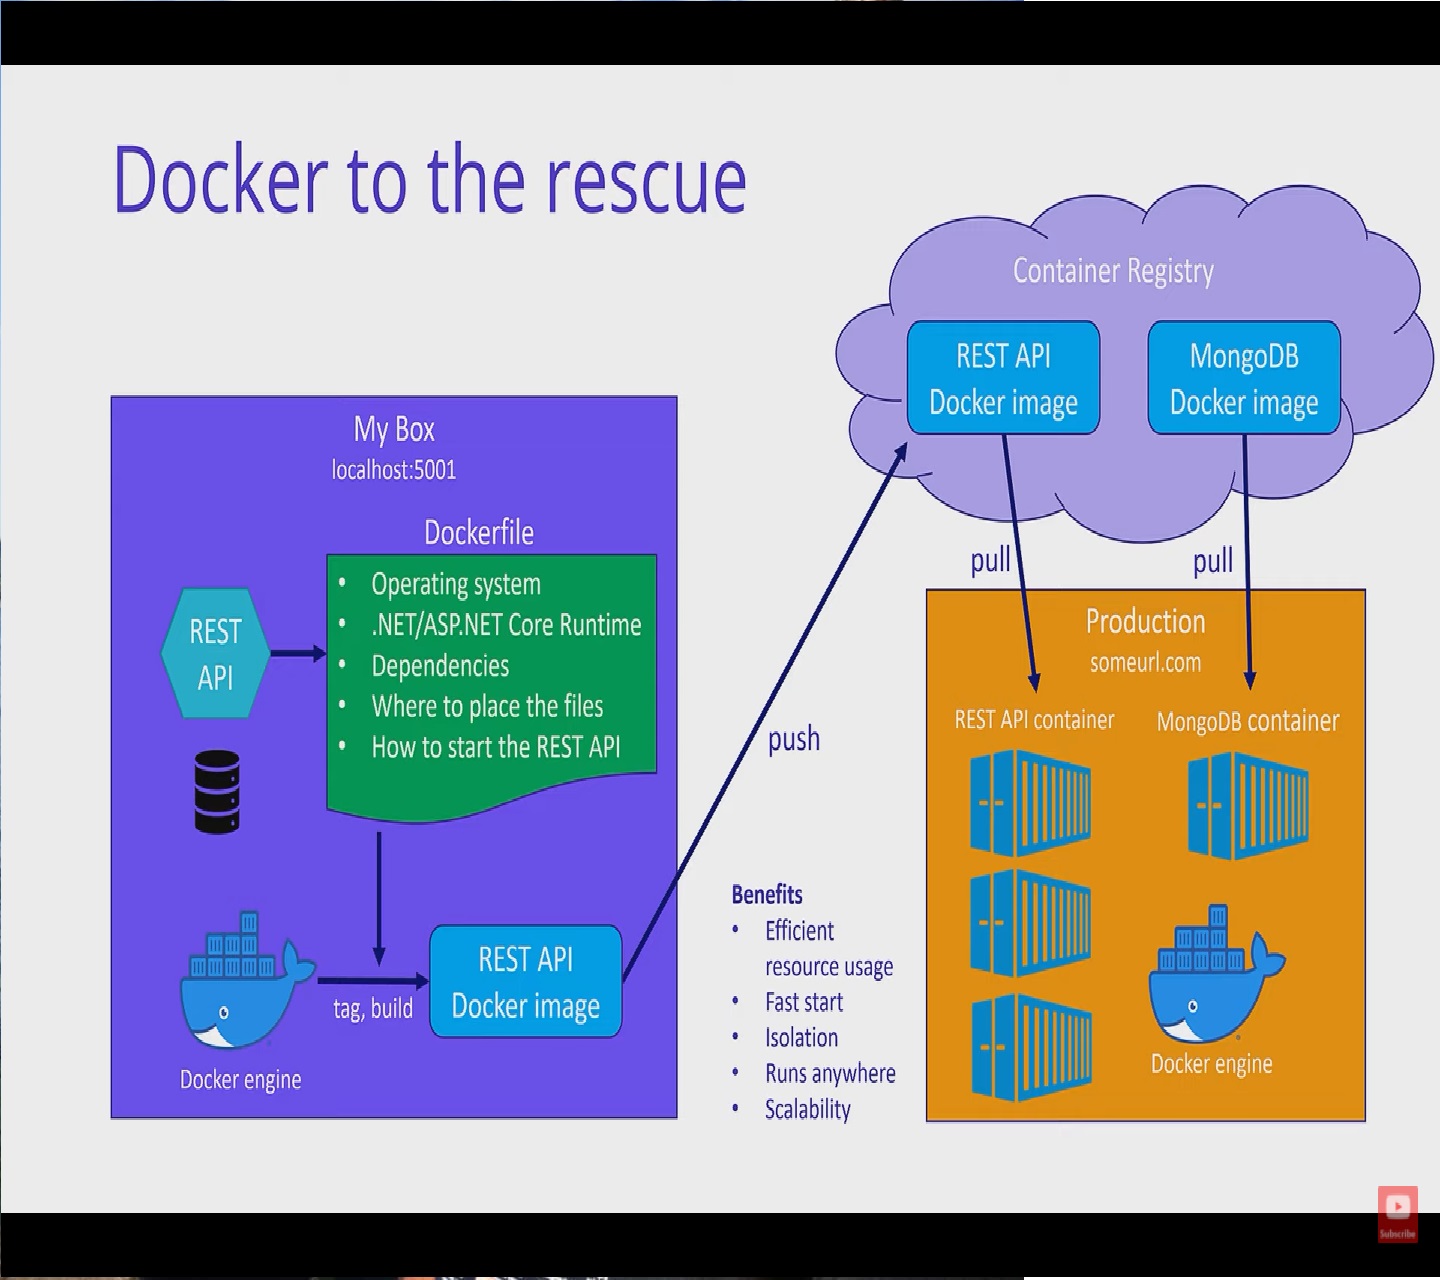 Docker to the rescue
Container Registry
REST API
Docker image
MongoDB
Docker image
My Box
localhost:5001
Dockerfile
• Operating system
• .NET/ASP.NET Core Runtime
• Dependencies
• Where to place the files
• How to start the REST API
REST
API
Docker engine
tag, build
REST API
Docker image
push
pull
pull
Benefits
• Efficient
resource usage
• Fast start
• Isolation
• Runs anywhere
• Scalability
Production
someurl.com
REST API container
MongoDB container
Docker engine
Subscribe